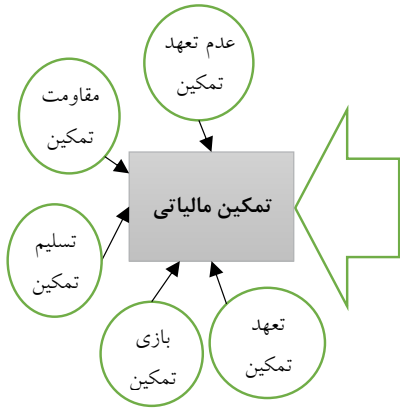 عدم تعهد
تمکین
مقاومت
تمکین
تمکین مالیاتی
تسلیم
تمکین
تعهد
تمکین
بازی
تمکین